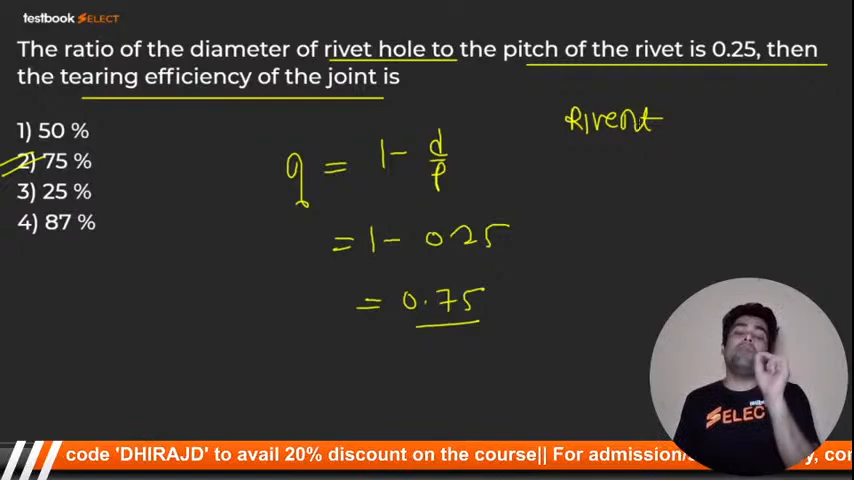 testbook SELECT
The ratio of the diameter of rivet hole to the pitch of the rivet is 0.25, then
the tearing efficiency of the joint is
Rivent
1) 50 %
2) 75 %
3) 25 %
4) 87 %
η = 1 - d/P
= 1 - 0.25
= 0.75
SELECT
code 'DHIRAJD' to avail 20% discount on the course|| For admission/